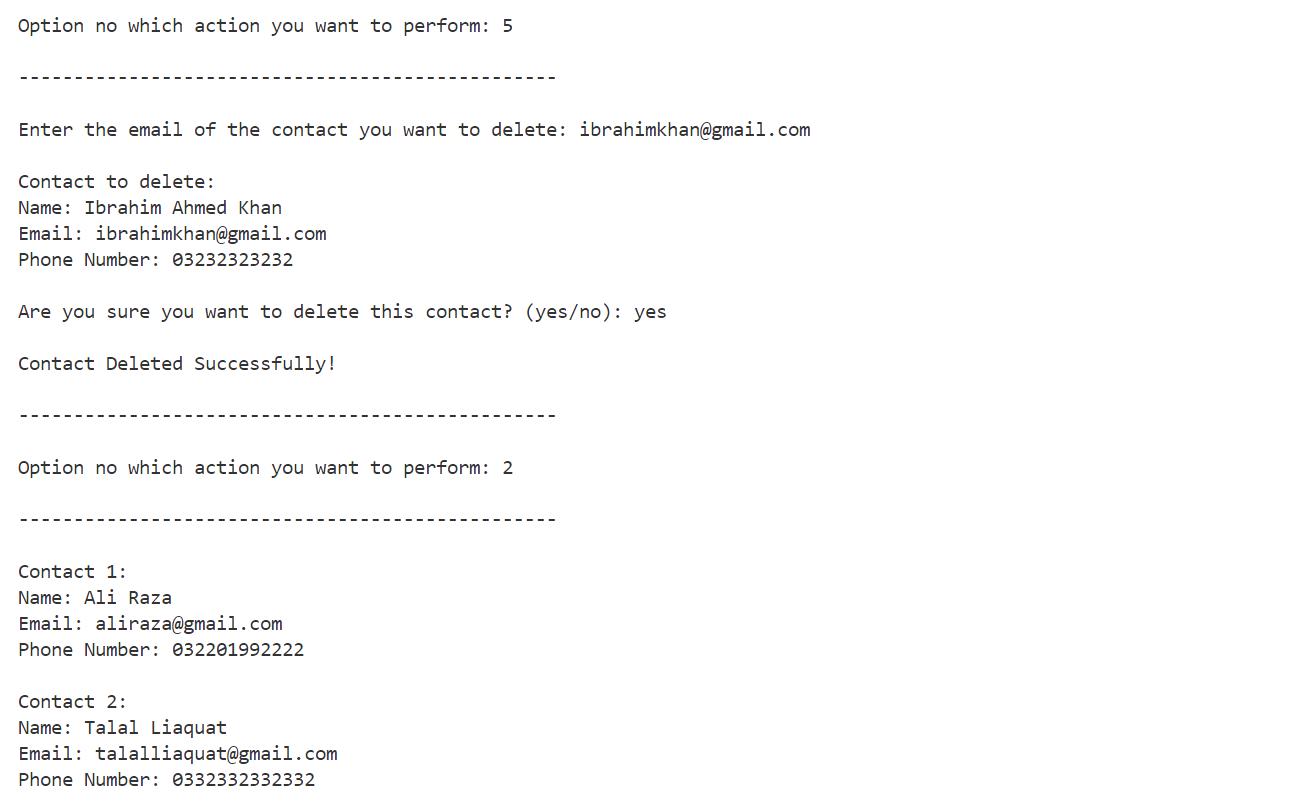 Option no which action you want to perform: 5
-------------------------------------------------
Enter the email of the contact you want to delete: ibrahimkhan@gmail.com
Contact to delete:
Name: Ibrahim Ahmed Khan
Email: ibrahimkhan@gmail.com
Phone Number: 03232323232
Are you sure you want to delete this contact? (yes/no): yes
Contact Deleted Successfully!
-------------------------------------------------
Option no which action you want to perform: 2
-------------------------------------------------
Contact 1:
Name: Ali Raza
Email: aliraza@gmail.com
Phone Number: 032201992222
Contact 2:
Name: Talal Liaquat
Email: talalliaquat@gmail.com
Phone Number: 0332332332332